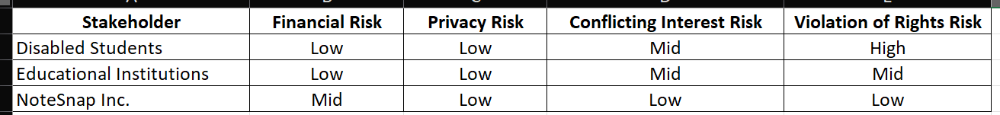 Stakeholder Financial Risk Privacy Risk Conflicting Interest Risk Violation of Rights Risk
Disabled Students Low Low Mid High
Educational Institutions Low Low Mid Mid
NoteSnap Inc. Mid Low Low Low